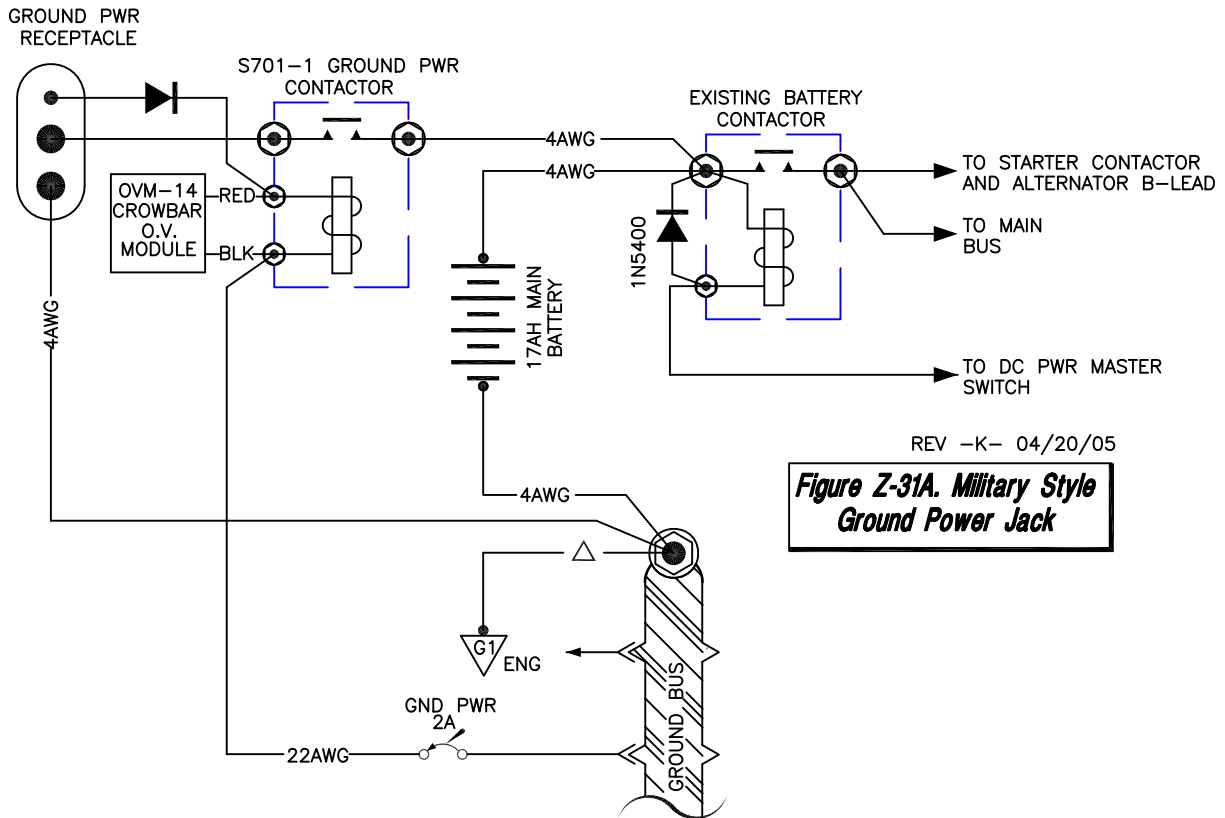 GROUND PWR
RECEPTACLE
S701-1 GROUND PWR
CONTACTOR
EXISTING BATTERY
CONTACTOR
4AWG
4AWG
TO STARTER CONTACTOR
AND ALTERNATOR B-LEAD
OVM-14
CROWBAR
O.V.
MODULE
RED
BLK
1N5400
TO MAIN
BUS
4AWG
17AH MAIN
BATTERY
TO DC PWR MASTER
SWITCH
REV -K- 04/20/05
Figure Z-31A. Military Style
Ground Power Jack
4AWG
G1
ENG
GROUND BUS
GND PWR
2A
22AWG